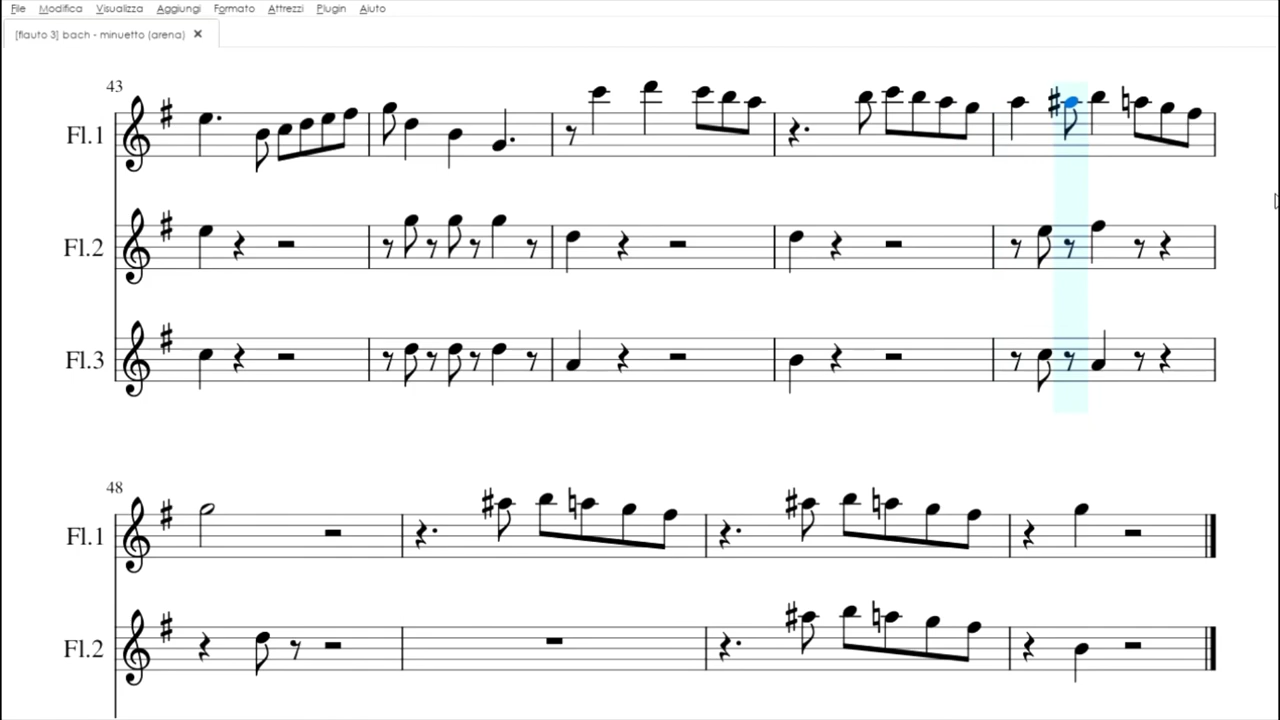 File Modifica Visualizza Aggiungi Formato Attrezzi Plugin Aiuto
[flauto 3] bach - minuetto (arena) ✕
43
Fl.1
Fl.2
Fl.3
48
Fl.1
Fl.2